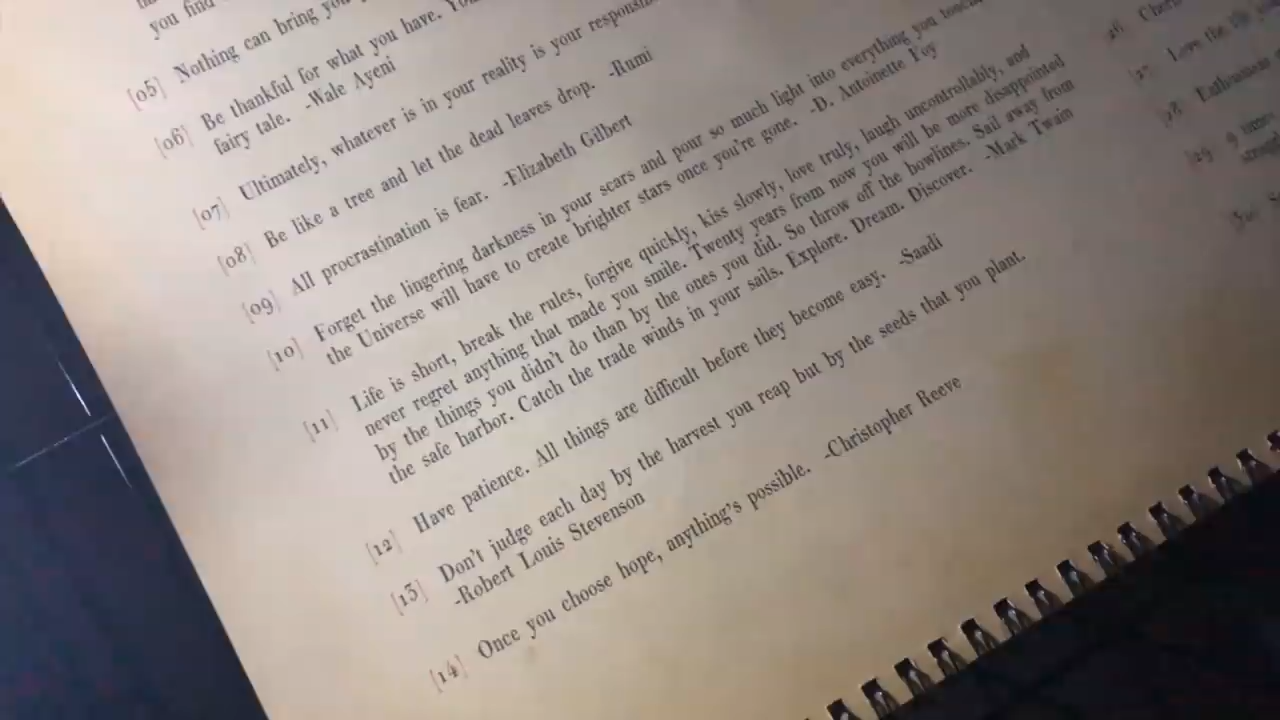 you find
[05] Nothing can bring you
[06] Be thankful for what you have.
fairy tale. -Wale Ayeni
[07] Ultimately, whatever is in your reality is your
[08] Be like a tree and let the dead leaves drop. -Rumi
[09] All procrastination is fear. -Elizabeth Gilbert
[10] Forget the lingering darkness in your scars and pour so much light into everything you
the Universe will have to create brighter stars once you're gone. -D. Antoinette Foy
[11] Life is short, break the rules, forgive quickly, kiss slowly, love truly, laugh uncontrollably, and
never regret anything that made you smile. Twenty years from now you will be more disappointed
by the things you didn't do than by the ones you did. So throw off the bowlines. Sail away from
the safe harbor. Catch the trade winds in your sails. Explore. Dream. Discover. -Mark Twain
[12] Have patience. All things are difficult before they become easy. -Saadi
[13] Don't judge each day by the harvest you reap but by the seeds that you plant.
-Robert Louis Stevenson
[14] Once you choose hope, anything's possible. -Christopher Reeve
[27] Love the life